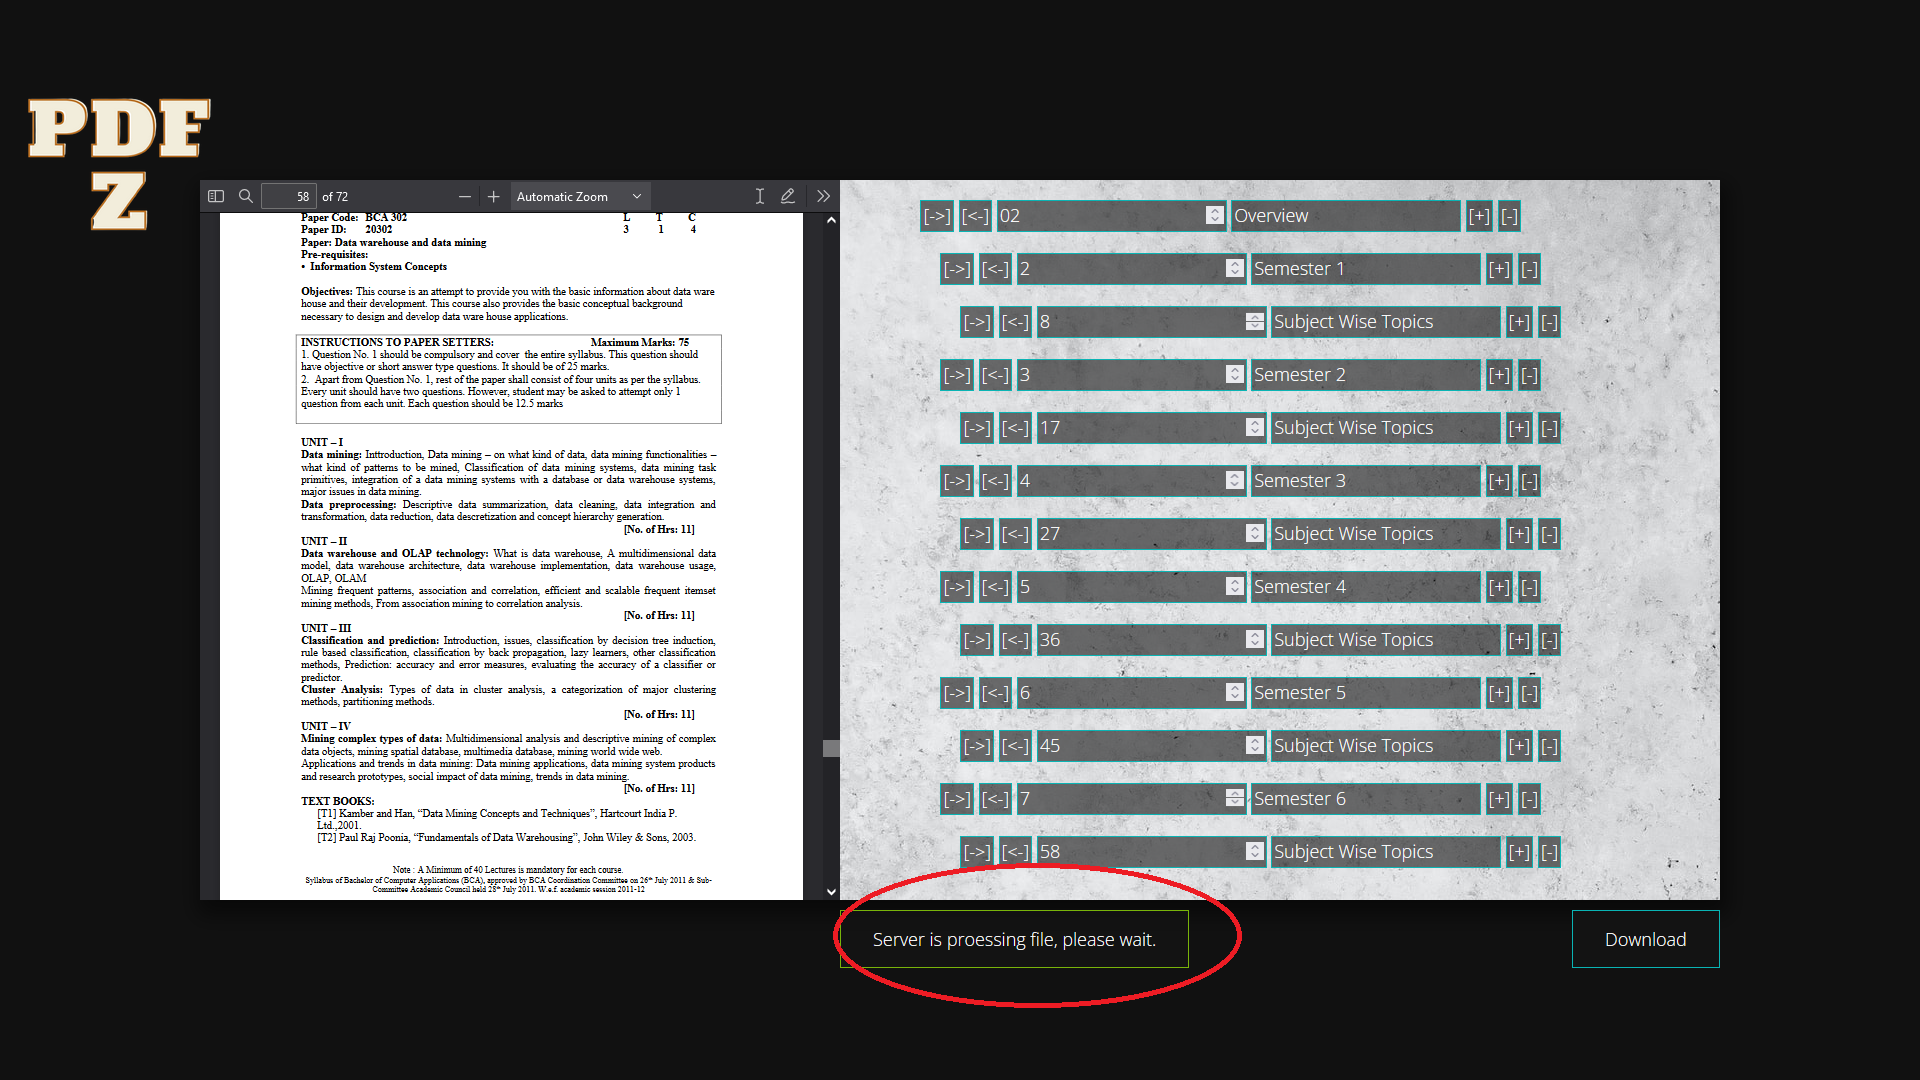 PDF
Z
58 of 72
Automatic Zoom
Paper Code: BCA 302 L T C
Paper ID: 20302 3 1 4
Paper: Data warehouse and data mining
Pre-requisites:
• Information System Concepts
Objectives: This course is an attempt to provide you with the basic information about data ware
house and their development. This course also provides the basic conceptual background
necessary to design and develop data ware house applications.
INSTRUCTIONS TO PAPER SETTERS: Maximum Marks: 75
1. Question No. 1 should be compulsory and cover the entire syllabus. This question should
have objective or short answer type questions. It should be of 25 marks.
2. Apart from Question No. 1, rest of the paper shall consist of four units as per the syllabus.
Every unit should have two questions. However, student may be asked to attempt only 1
question from each unit. Each question should be 12.5 marks
UNIT – I
Data mining: Inttroduction, Data mining – on what kind of data, data mining functionalities –
what kind of patterns to be mined, Classification of data mining systems, data mining task
primitives, integration of a data mining systems with a database or data warehouse systems,
major issues in data mining.
Data preprocessing: Descriptive data summarization, data cleaning, data integration and
transformation, data reduction, data descretization and concept hierarchy generation.
[No. of Hrs: 11]
UNIT – II
Data warehouse and OLAP technology: What is data warehouse, A multidimensional data
model, data warehouse architecture, data warehouse implementation, data warehouse usage,
OLAP, OLAM
Mining frequent patterns, association and correlation, efficient and scalable frequent itemset
mining methods, From association mining to correlation analysis.
[No. of Hrs: 11]
UNIT – III
Classification and prediction: Introduction, issues, classification by decision tree induction,
rule based classification, classification by back propagation, lazy learners, other classification
methods, Prediction: accuracy and error measures, evaluating the accuracy of a classifier or
predictor.
Cluster Analysis: Types of data in cluster analysis, a categorization of major clustering
methods, partitioning methods.
[No. of Hrs: 11]
UNIT – IV
Mining complex types of data: Multidimensional analysis and descriptive mining of complex
data objects, mining spatial database, multimedia database, mining world wide web.
Applications and trends in data mining: Data mining applications, data mining system products
and research prototypes, social impact of data mining, trends in data mining.
[No. of Hrs: 11]
TEXT BOOKS:
[T1] Kamber and Han, “Data Mining Concepts and Techniques”, Hartcourt India P.
Ltd.,2001.
[T2] Paul Raj Poonia, “Fundamentals of Data Warehousing”, John Wiley & Sons, 2003.
Note : A Minimum of 40 Lectures is mandatory for each course.
Syllabus of Bachelor of Computer Applications (BCA), approved by BCA Coordination Committee on 26th July 2011 & Sub-
Committee Academic Council held 28th July 2011. W.e.f. academic session 2011-12
[->] [<-] 02 Overview [+] [-]
[->] [<-] 2 Semester 1 [+] [-]
[->] [<-] 8 Subject Wise Topics [+] [-]
[->] [<-] 3 Semester 2 [+] [-]
[->] [<-] 17 Subject Wise Topics [+] [-]
[->] [<-] 4 Semester 3 [+] [-]
[->] [<-] 27 Subject Wise Topics [+] [-]
[->] [<-] 5 Semester 4 [+] [-]
[->] [<-] 36 Subject Wise Topics [+] [-]
[->] [<-] 6 Semester 5 [+] [-]
[->] [<-] 45 Subject Wise Topics [+] [-]
[->] [<-] 7 Semester 6 [+] [-]
[->] [<-] 58 Subject Wise Topics [+] [-]
Server is proessing file, please wait.
Download